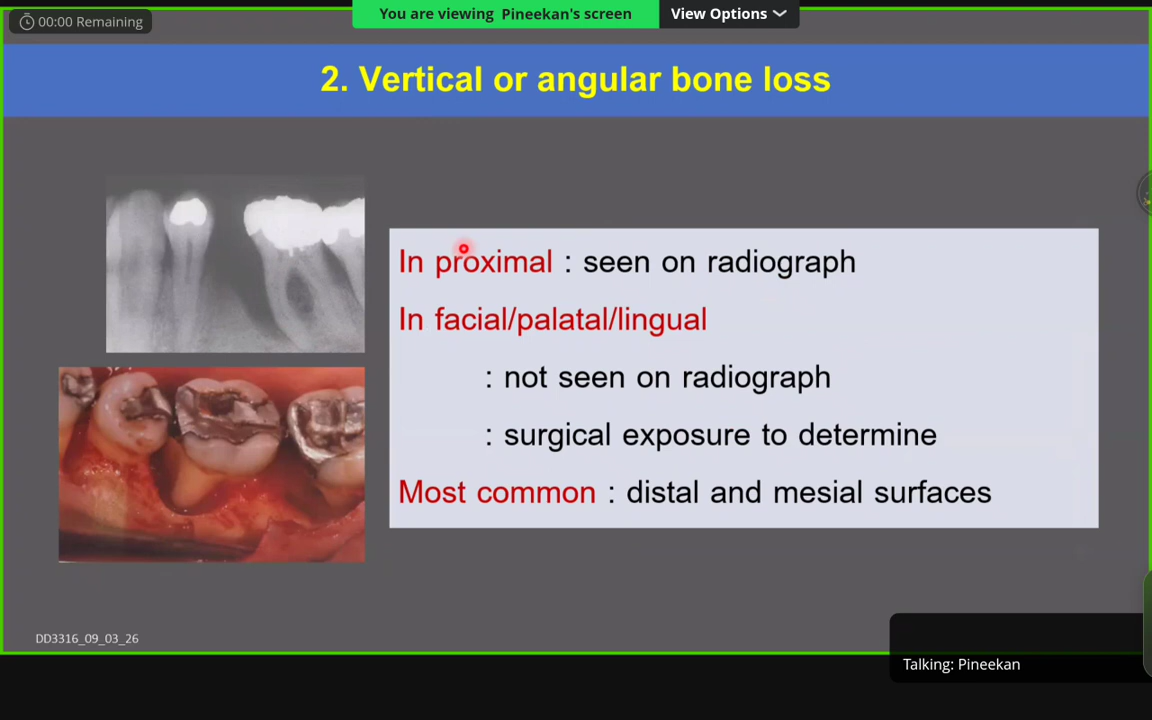 00:00 Remaining
You are viewing Pineekan's screen
View Options
2. Vertical or angular bone loss
In proximal : seen on radiograph
In facial/palatal/lingual
: not seen on radiograph
: surgical exposure to determine
Most common : distal and mesial surfaces
DD3316_09_03_26
Talking: Pineekan